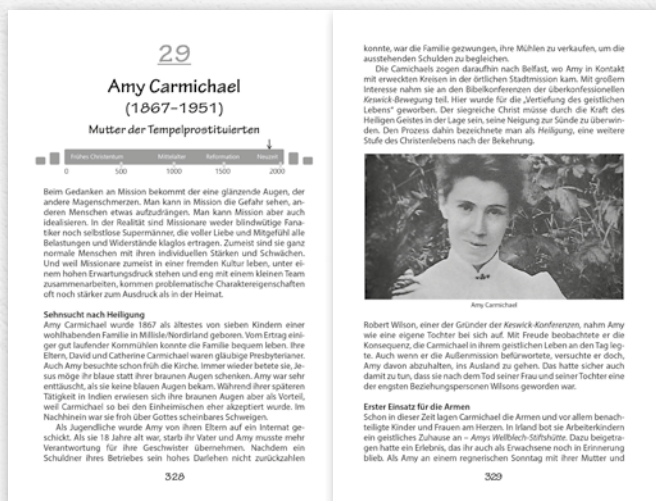 29
Amy Carmichael
(1867–1951)
Mutter der Tempelprostituierten
Frühes Christentum Mittelalter Reformation Neuzeit
0 500 1000 1500 2000
Beim Gedanken an Mission bekommt der eine glänzende Augen, der
andere Magenschmerzen. Man kann in Mission die Gefahr sehen, an-
deren Menschen etwas aufzudrängen. Man kann Mission aber auch
idealisieren. In der Realität sind Missionare weder blindwütige Fana-
tiker noch selbstlose Supermänner, die voller Liebe und Mitgefühl alle
Belastungen und Widerstände klaglos ertragen. Zumeist sind sie ganz
normale Menschen mit ihren individuellen Stärken und Schwächen.
Und weil Missionare zumeist in einer fremden Kultur leben, unter ei-
nem hohen Erwartungsdruck stehen und eng mit einem kleinen Team
zusammenarbeiten, kommen problematische Charaktereigenschaften
oft noch stärker zum Ausdruck als in der Heimat.
Sehnsucht nach Heiligung
Amy Carmichael wurde 1867 als ältestes von sieben Kindern einer
wohlhabenden Familie in Millisle/Nordirland geboren. Vom Ertrag eini-
ger gut laufender Kornmühlen konnte die Familie bequem leben. Ihre
Eltern, David und Catherine Carmichael waren gläubige Presbyterianer.
Auch Amy besuchte schon früh die Kirche. Immer wieder betete sie, Je-
sus möge ihr blaue statt ihrer braunen Augen schenken. Amy war sehr
enttäuscht, als sie keine blauen Augen bekam. Während ihrer späteren
Tätigkeit in Indien erwiesen sich ihre braunen Augen aber als Vorteil,
weil Carmichael so bei den Einheimischen eher akzeptiert wurde. Im
Nachhinein war sie froh über Gottes scheinbares Schweigen.
Als Jugendliche wurde Amy von ihren Eltern auf ein Internat ge-
schickt. Als sie 18 Jahre alt war, starb ihr Vater und Amy musste mehr
Verantwortung für ihre Geschwister übernehmen. Nachdem ein
Schuldner ihres Betriebes sein hohes Darlehen nicht zurückzahlen
328
konnte, war die Familie gezwungen, ihre Mühlen zu verkaufen, um die
ausstehenden Schulden zu begleichen.
Die Camichaels zogen daraufhin nach Belfast, wo Amy in Kontakt
mit erweckten Kreisen in der örtlichen Stadtmission kam. Mit großem
Interesse nahm sie an den Bibelkonferenzen der überkonfessionellen
Keswick-Bewegung teil. Hier wurde für die „Vertiefung des geistlichen
Lebens“ geworben. Der siegreiche Christ müsse durch die Kraft des
Heiligen Geistes in der Lage sein, seine Neigung zur Sünde zu überwin-
den. Den Prozess dahin bezeichnete man als Heiligung, eine weitere
Stufe des Christenlebens nach der Bekehrung.
Amy Carmichael
Robert Wilson, einer der Gründer der Keswick-Konferenzen, nahm Amy
wie eine eigene Tochter bei sich auf. Mit Freude beobachtete er die
Konsequenz, die Carmichael in ihrem geistlichen Leben an den Tag leg-
te. Auch wenn er die Außenmission befürwortete, versuchte er doch,
Amy davon abzuhalten, ins Ausland zu gehen. Das hatte sicher auch
damit zu tun, dass sie nach dem Tod seiner Frau und seiner Tochter eine
der engsten Beziehungspersonen Wilsons geworden war.
Erster Einsatz für die Armen
Schon in dieser Zeit lagen Carmichael die Armen und vor allem benach-
teiligte Kinder und Frauen am Herzen. In Irland bot sie Arbeiterkindern
ein geistliches Zuhause an – Amys Wellblech-Stiftshütte. Dazu beigetra-
gen hatte ein Erlebnis, das ihr auch als Erwachsene noch in Erinnerung
blieb. Als Amy an einem regnerischen Sonntag mit ihrer Mutter und
329